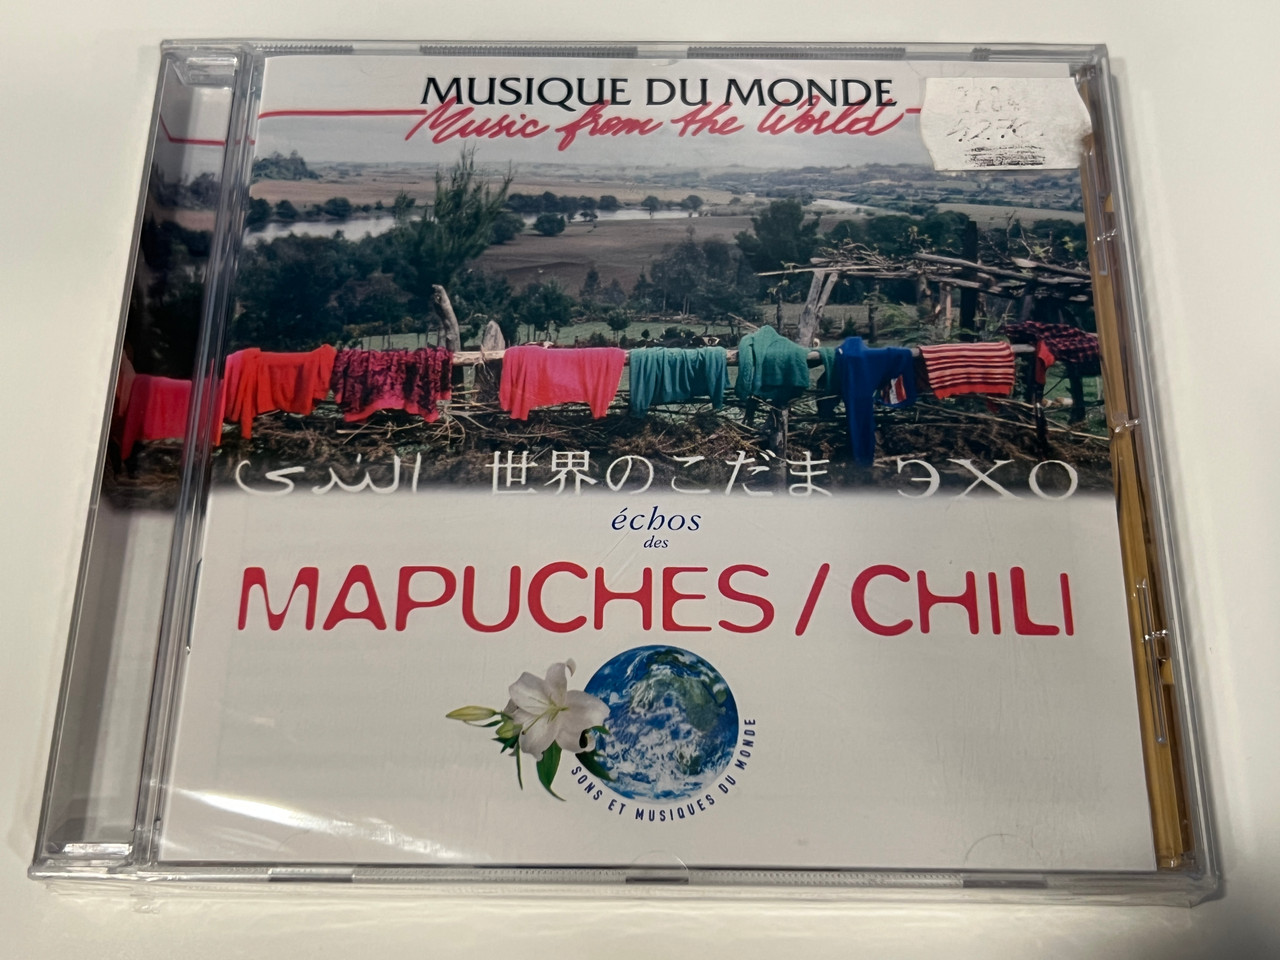 MUSIQUE DU MONDE
Music from the World
الندى 世界のこだま ЭХО
échos
des
MAPUCHES / CHILI
SONS ET MUSIQUES DU MONDE